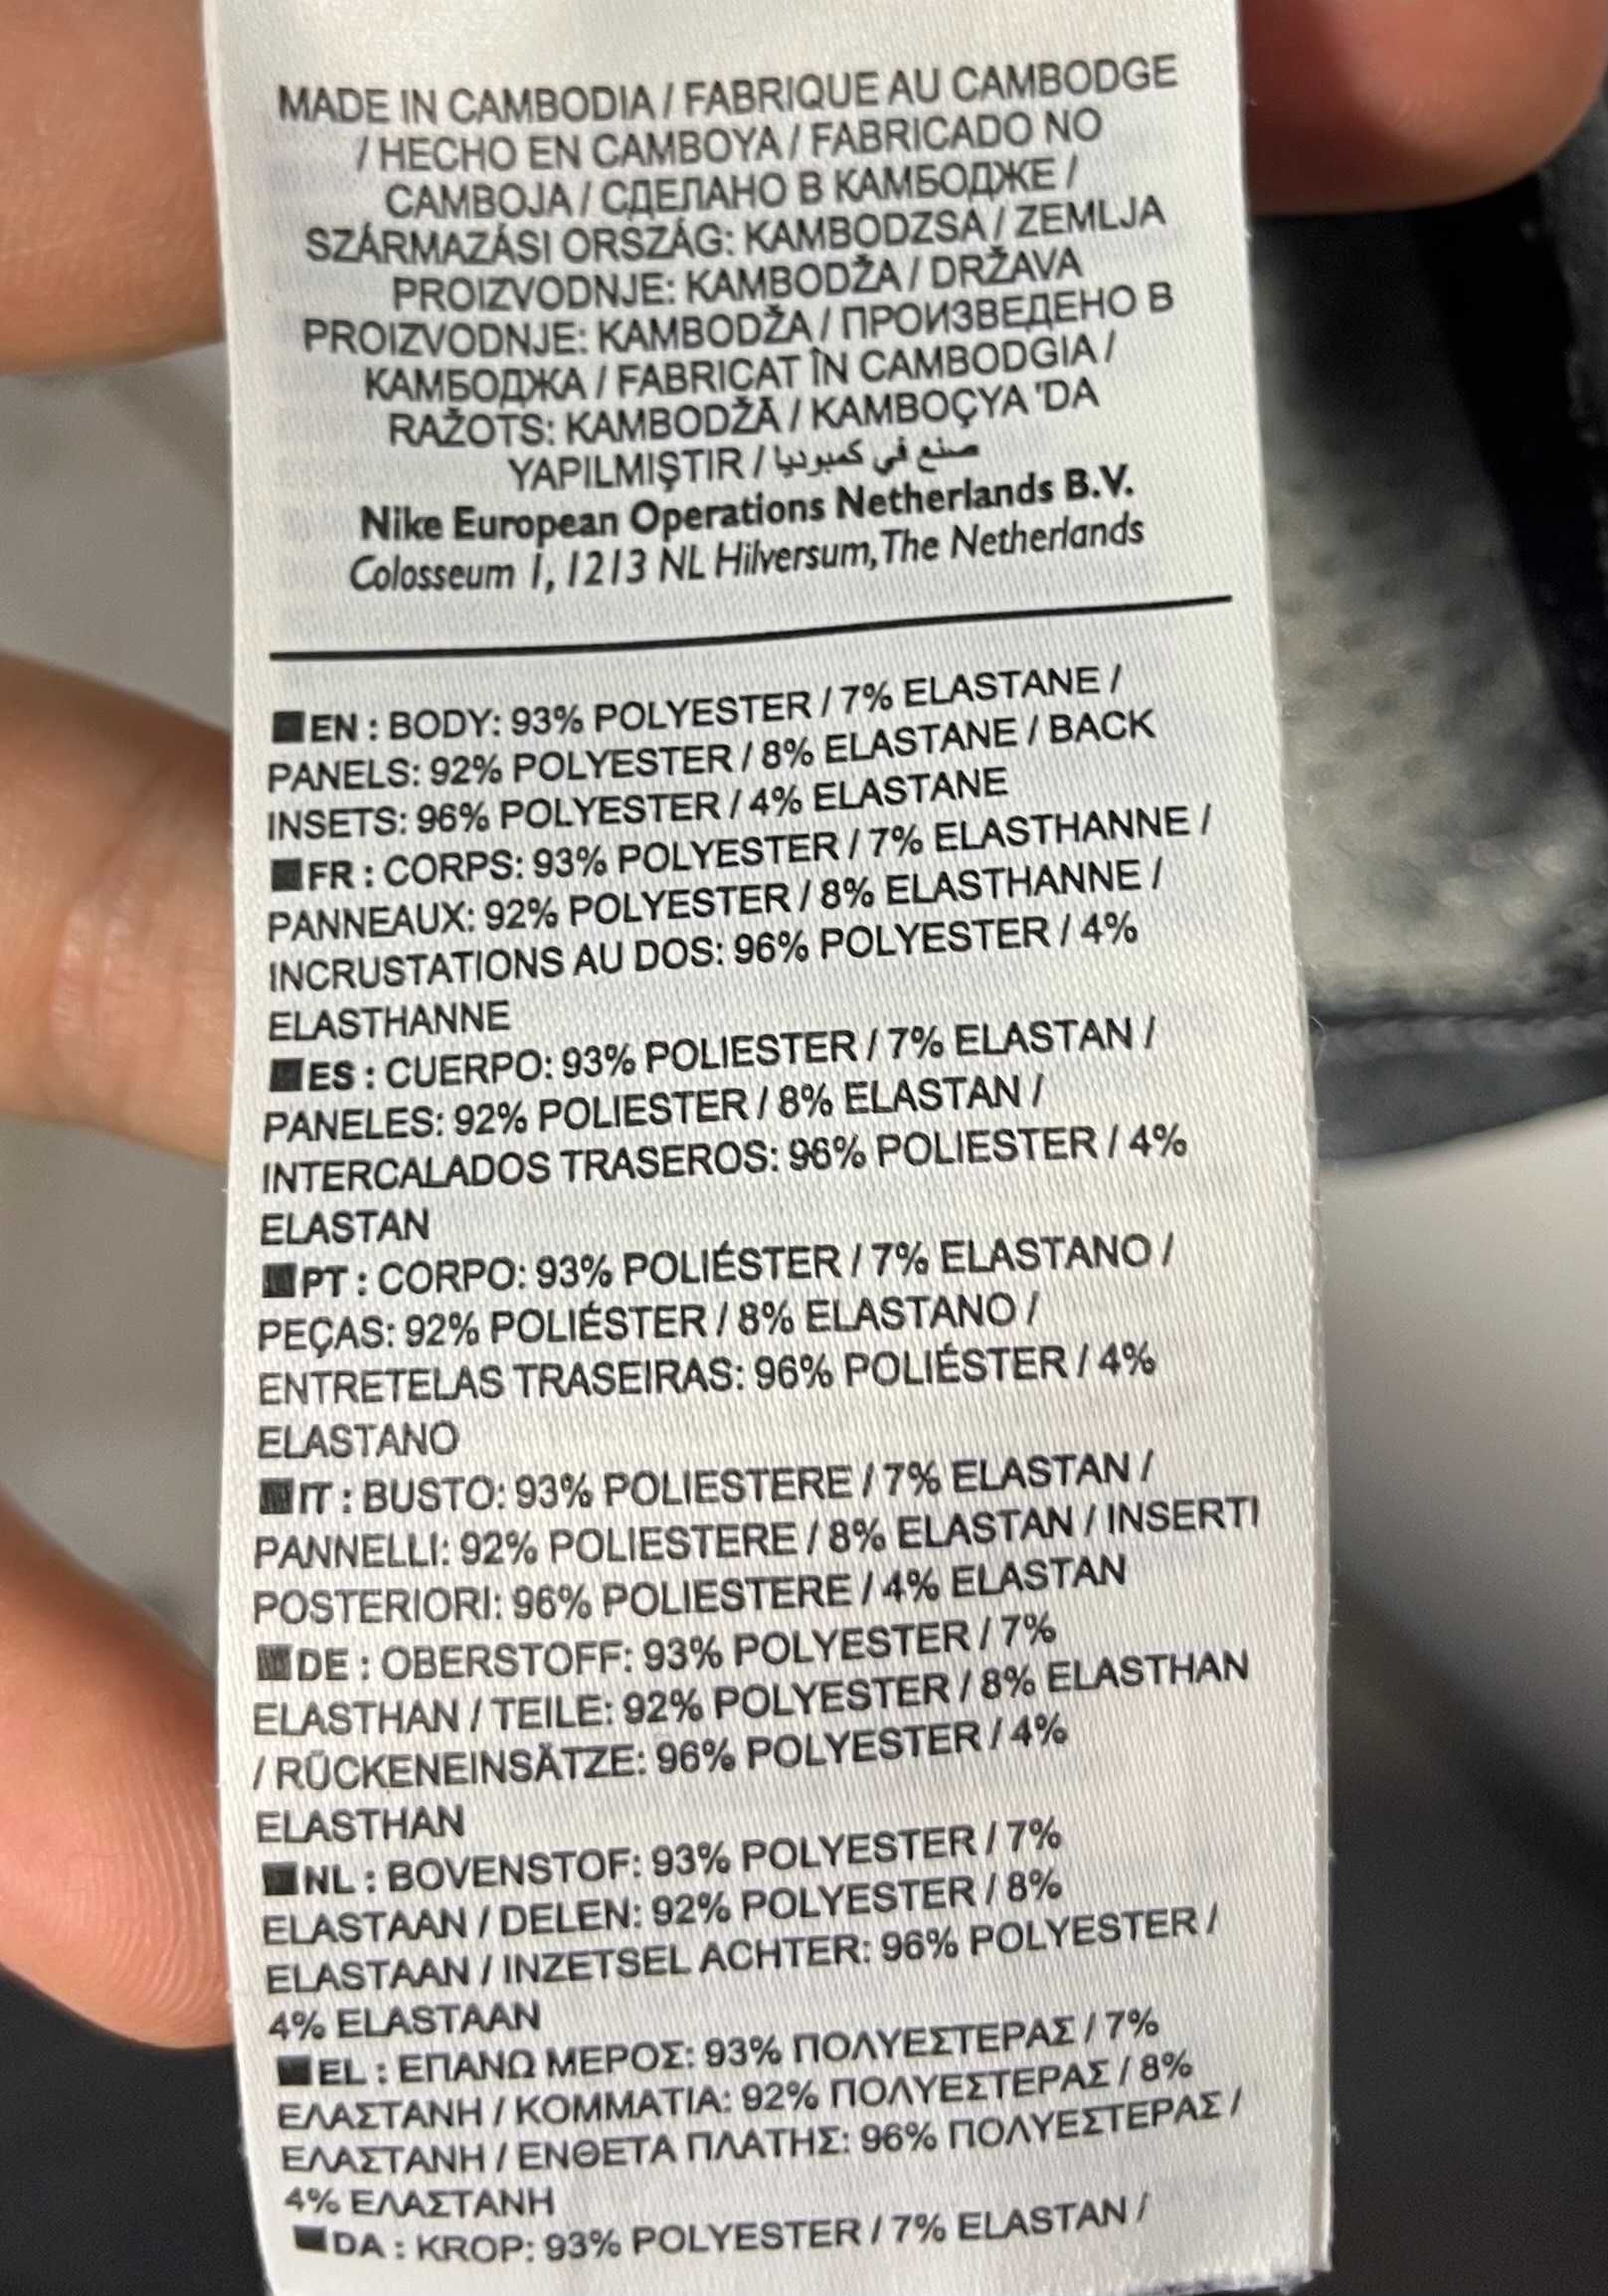 MADE IN CAMBODIA / FABRIQUE AU CAMBODGE
/ HECHO EN CAMBOYA / FABRICADO NO
CAMBOJA / СДЕЛАНО В КАМБОДЖЕ /
SZÁRMAZÁSI ORSZÁG: KAMBODZSA / ZEMLJA
PROIZVODNJE: KAMBODŽA / DRŽAVA
PROIZVODNJE: KAMBODŽA / ПРОИЗВЕДЕНО В
КАМБОДЖА / FABRICAT ÎN CAMBODGIA /
RAŽOTS: KAMBODŽĀ / KAMBOÇYA 'DA
YAPILMIŞTIR / صنع في كمبوديا
Nike European Operations Netherlands B.V.
Colosseum 1, 1213 NL Hilversum, The Netherlands
EN : BODY: 93% POLYESTER / 7% ELASTANE /
PANELS: 92% POLYESTER / 8% ELASTANE / BACK
INSETS: 96% POLYESTER / 4% ELASTANE
FR : CORPS: 93% POLYESTER / 7% ELASTHANNE /
PANNEAUX: 92% POLYESTER / 8% ELASTHANNE /
INCRUSTATIONS AU DOS: 96% POLYESTER / 4%
ELASTHANNE
ES : CUERPO: 93% POLIESTER / 7% ELASTAN /
PANELES: 92% POLIESTER / 8% ELASTAN /
INTERCALADOS TRASEROS: 96% POLIESTER / 4%
ELASTAN
PT : CORPO: 93% POLIÉSTER / 7% ELASTANO /
PEÇAS: 92% POLIÉSTER / 8% ELASTANO /
ENTRETELAS TRASEIRAS: 96% POLIÉSTER / 4%
ELASTANO
IT : BUSTO: 93% POLIESTERE / 7% ELASTAN /
PANNELLI: 92% POLIESTERE / 8% ELASTAN / INSERTI
POSTERIORI: 96% POLIESTERE / 4% ELASTAN
DE : OBERSTOFF: 93% POLYESTER / 7%
ELASTHAN / TEILE: 92% POLYESTER / 8% ELASTHAN
/ RÜCKENEINSÄTZE: 96% POLYESTER / 4%
ELASTHAN
NL : BOVENSTOF: 93% POLYESTER / 7%
ELASTAAN / DELEN: 92% POLYESTER / 8%
ELASTAAN / INZETSEL ACHTER: 96% POLYESTER /
4% ELASTAAN
EL : ΕΠΑΝΩ ΜΕΡΟΣ: 93% ΠΟΛΥΕΣΤΕΡΑΣ / 7%
ΕΛΑΣΤΑΝΗ / ΚΟΜΜΑΤΙΑ: 92% ΠΟΛΥΕΣΤΕΡΑΣ / 8%
ΕΛΑΣΤΑΝΗ / ΕΝΘΕΤΑ ΠΛΑΤΗΣ: 96% ΠΟΛΥΕΣΤΕΡΑΣ /
4% ΕΛΑΣΤΑΝΗ
DA : KROP: 93% POLYESTER / 7% ELASTAN /